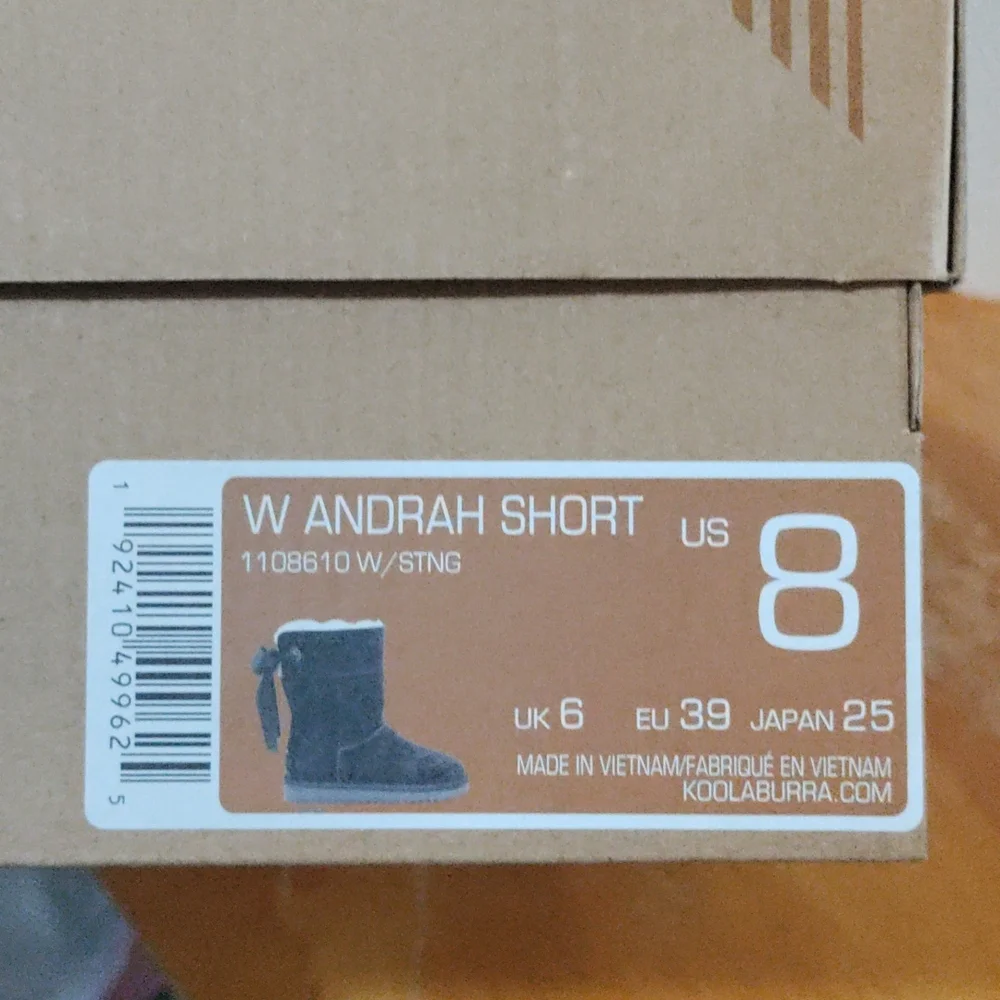 W ANDRAH SHORT
US 8
1108610 W/STNG
UK 6 EU 39 JAPAN 25
MADE IN VIETNAM/FABRIQUÉ EN VIETNAM
KOOLABURRA.COM
1 92410 49962 5